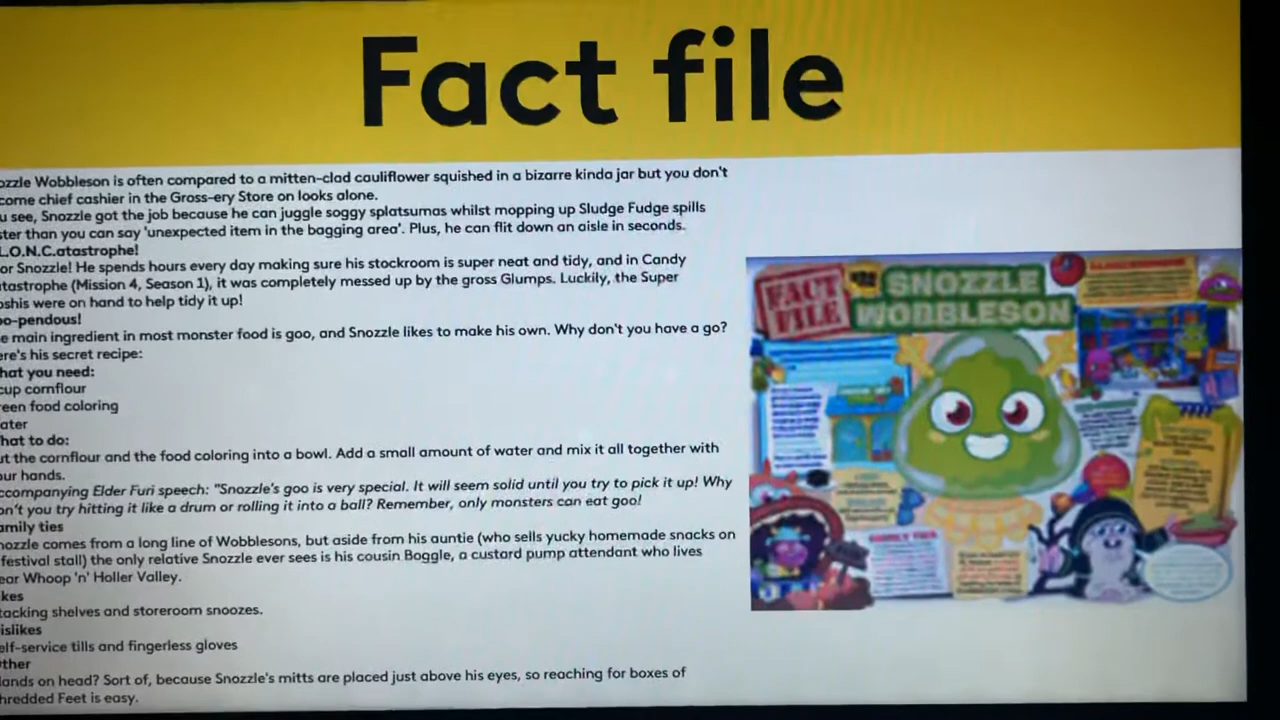 Fact file
ozzle Wobbleson is often compared to a mitten-clad cauliflower squished in a bizarre kinda jar but you don't
come chief cashier in the Gross-ery Store on looks alone.
u see, Snozzle got the job because he can juggle soggy splatsumas whilst mopping up Sludge Fudge spills
ster than you can say 'unexpected item in the bagging area'. Plus, he can flit down an aisle in seconds.
L.O.N.C.atastrophe!
or Snozzle! He spends hours every day making sure his stockroom is super neat and tidy, and in Candy
tastrophe (Mission 4, Season 1), it was completely messed up by the gross Glumps. Luckily, the Super
oshis were on hand to help tidy it up!
oo-pendous!
e main ingredient in most monster food is goo, and Snozzle likes to make his own. Why don't you have a go?
ere's his secret recipe:
hat you need:
cup cornflour
reen food coloring
ater
hat to do:
ut the cornflour and the food coloring into a bowl. Add a small amount of water and mix it all together with
our hands.
ccompanying Elder Furi speech: "Snozzle's goo is very special. It will seem solid until you try to pick it up! Why
on't you try hitting it like a drum or rolling it into a ball? Remember, only monsters can eat goo!
amily ties
nozzle comes from a long line of Wobblesons, but aside from his auntie (who sells yucky homemade snacks on
festival stall) the only relative Snozzle ever sees is his cousin Boggle, a custard pump attendant who lives
ear Whoop 'n' Holler Valley.
kes
tacking shelves and storeroom snoozes.
islikes
elf-service tills and fingerless gloves
ther
ands on head? Sort of, because Snozzle's mitts are placed just above his eyes, so reaching for boxes of
hredded Feet is easy.
FACT
FILE
SNOZZLE
WOBBLESON
FAMILY TIES